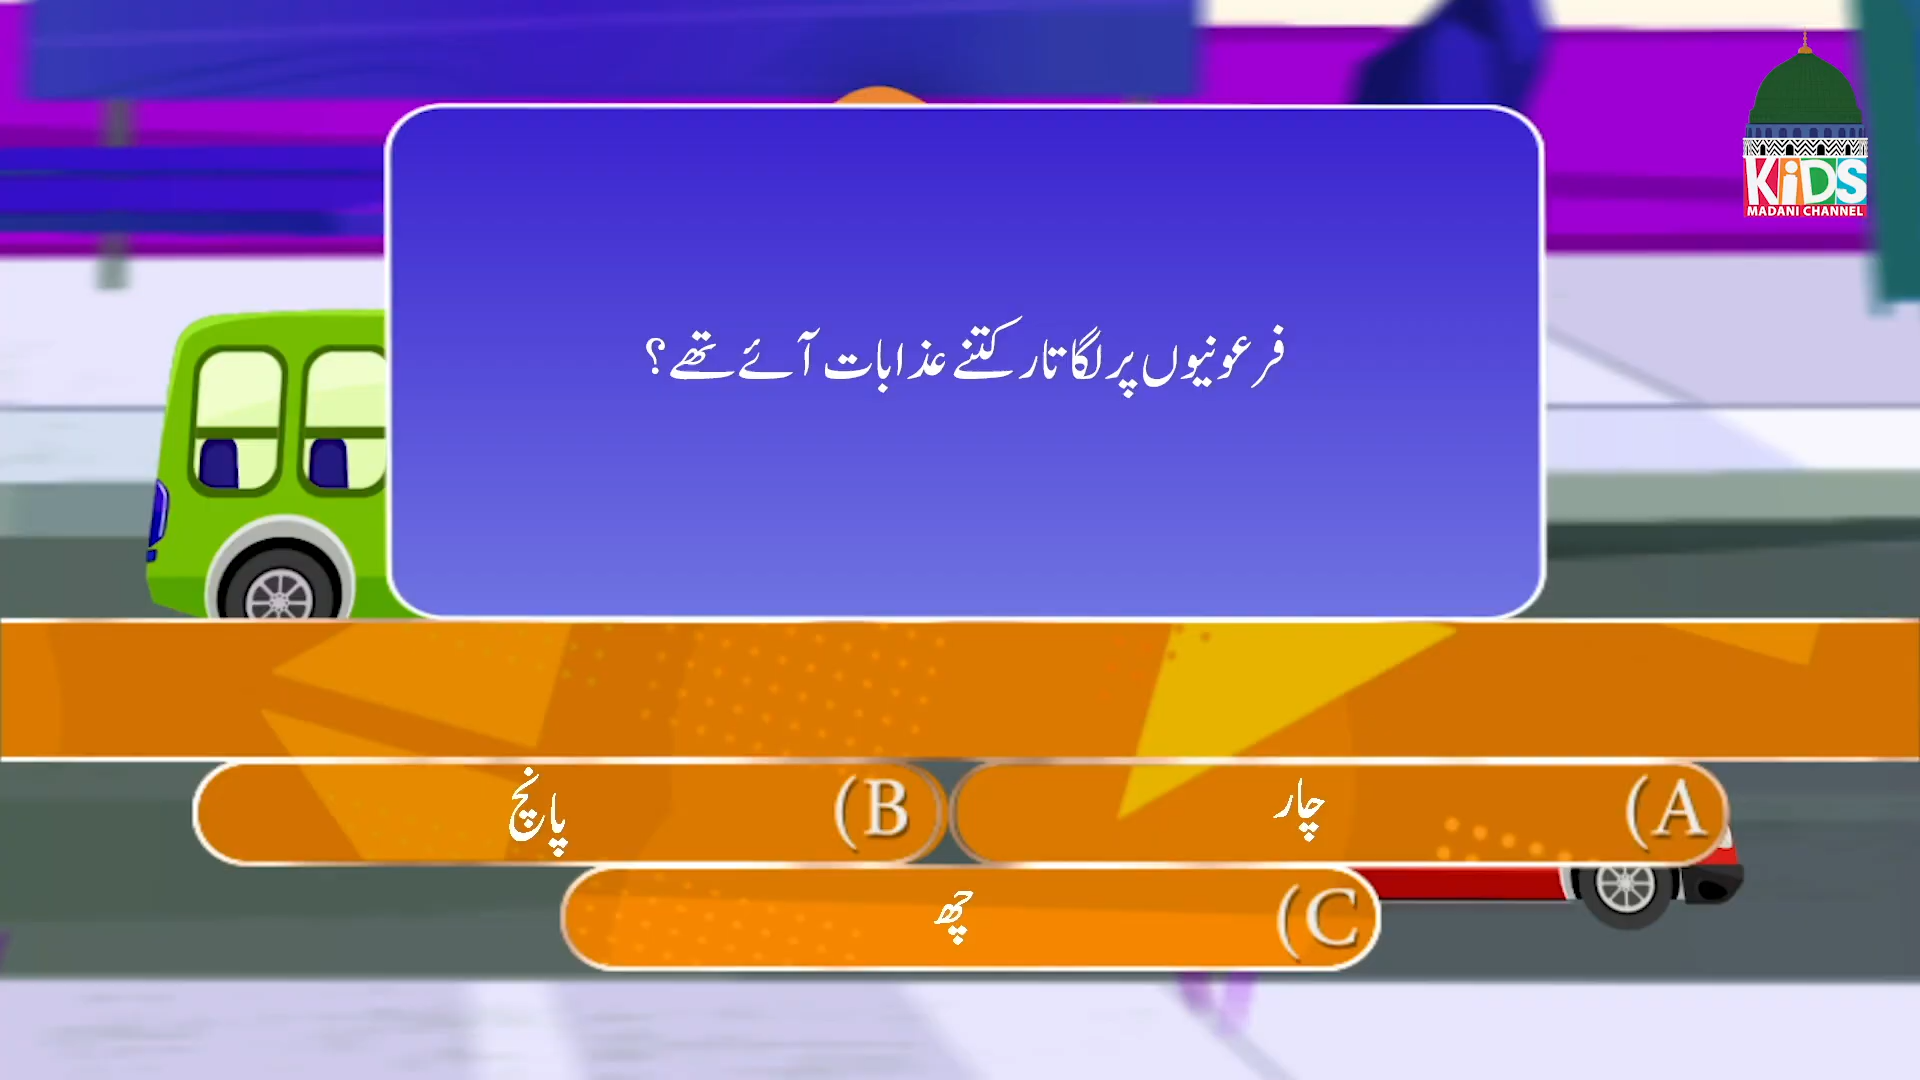 KiDS
MADANI CHANNEL
فرعونیوں پر لگاتار کتنے عذابات آئے تھے؟
(A چار
(B پانچ
(C چھ